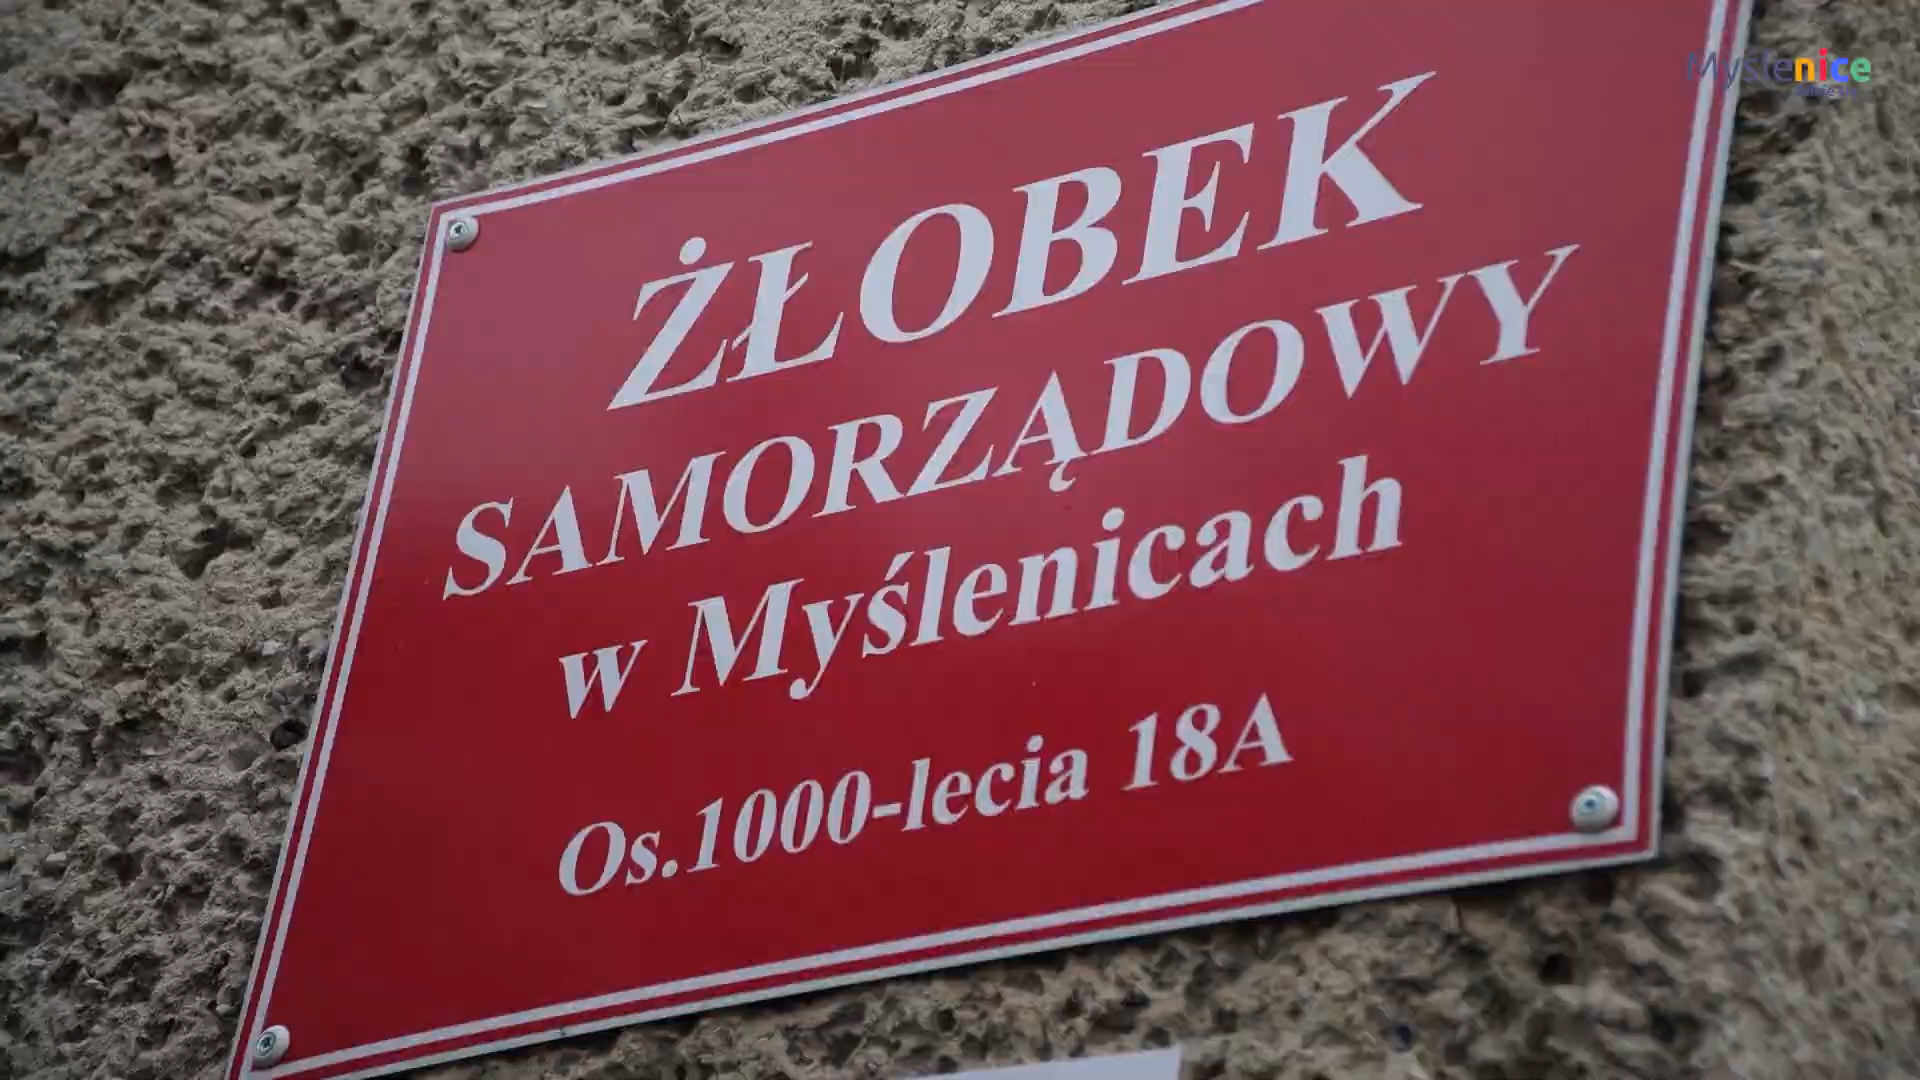 Myślenice
ŻŁOBEK
SAMORZĄDOWY
w Myślenicach
Os.1000-lecia 18A